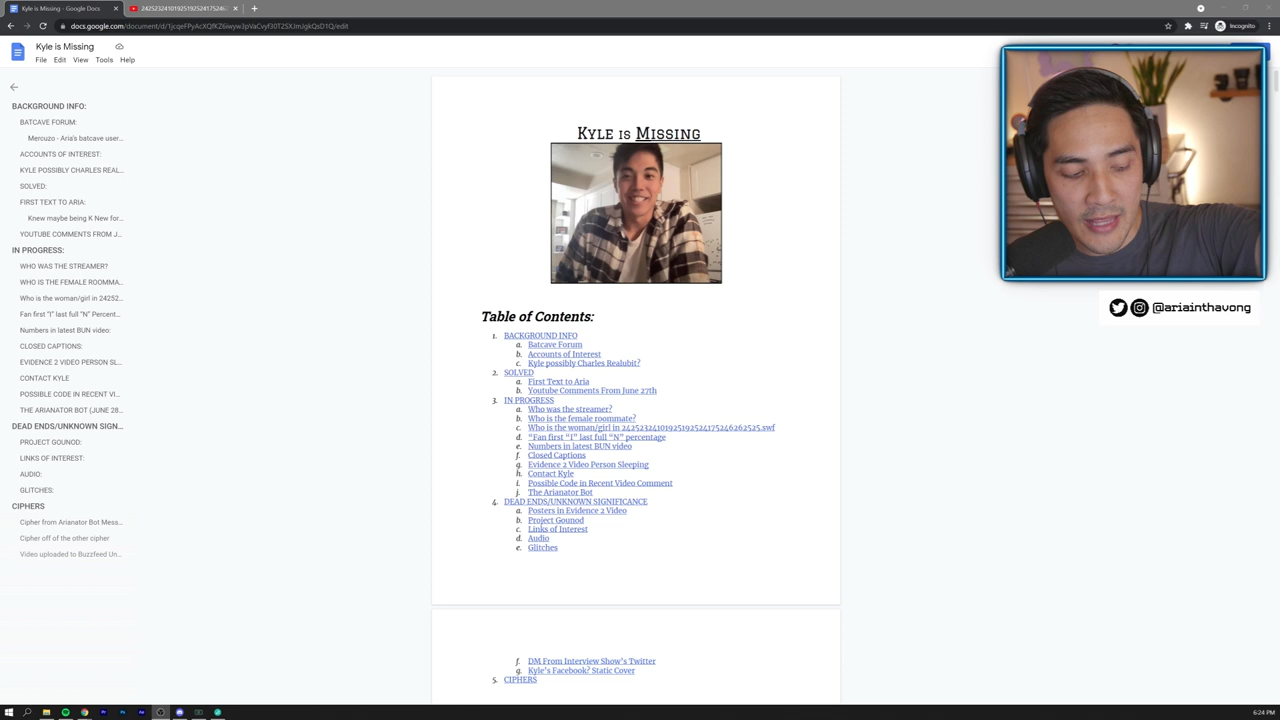 Kyle is Missing - Google Docs
Incognito
Kyle is Missing
File Edit View Tools Help
BACKGROUND INFO:
BATCAVE FORUM:
Mercuzo - Aria's batcave user...
ACCOUNTS OF INTEREST:
KYLE POSSIBLY CHARLES REAL...
SOLVED:
FIRST TEXT TO ARIA:
Knew maybe being K New for...
YOUTUBE COMMENTS FROM J...
IN PROGRESS:
WHO WAS THE STREAMER?
WHO IS THE FEMALE ROOMMA...
Who is the woman/girl in 24252...
Fan first "I" last full "N" Percent...
Numbers in latest BUN video:
CLOSED CAPTIONS:
EVIDENCE 2 VIDEO PERSON SL...
CONTACT KYLE
POSSIBLE CODE IN RECENT VI...
THE ARIANATOR BOT (JUNE 28...
DEAD ENDS/UNKNOWN SIGN...
PROJECT GOUNOD:
LINKS OF INTEREST:
AUDIO:
GLITCHES:
CIPHERS
Cipher from Arianator Bot Mess...
Cipher off of the other cipher
Video uploaded to Buzzfeed Un...
Kyle is Missing
Table of Contents:
1. BACKGROUND INFO
a. Batcave Forum
b. Accounts of Interest
c. Kyle possibly Charles Realubit?
2. SOLVED
a. First Text to Aria
b. Youtube Comments From June 27th
3. IN PROGRESS
a. Who was the streamer?
b. Who is the female roommate?
c. Who is the woman/girl in 24252324101925192524175246262525.swf
d. "Fan first "I" last full "N" percentage
e. Numbers in latest BUN video
f. Closed Captions
g. Evidence 2 Video Person Sleeping
h. Contact Kyle
i. Possible Code in Recent Video Comment
j. The Arianator Bot
4. DEAD ENDS/UNKNOWN SIGNIFICANCE
a. Posters in Evidence 2 Video
b. Project Gounod
c. Links of Interest
d. Audio
e. Glitches
f. DM From Interview Show's Twitter
g. Kyle's Facebook? Static Cover
5. CIPHERS
@ariainthavong
6:24 PM